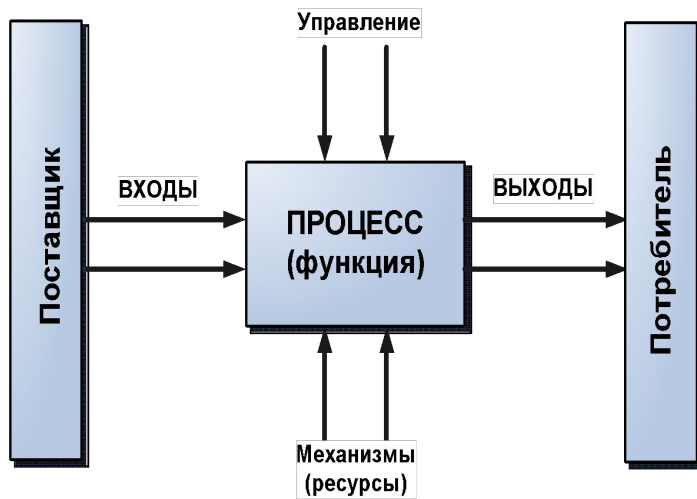 Управление
Поставщик
ВХОДЫ
ПРОЦЕСС
(функция)
ВЫХОДЫ
Потребитель
Механизмы
(ресурсы)